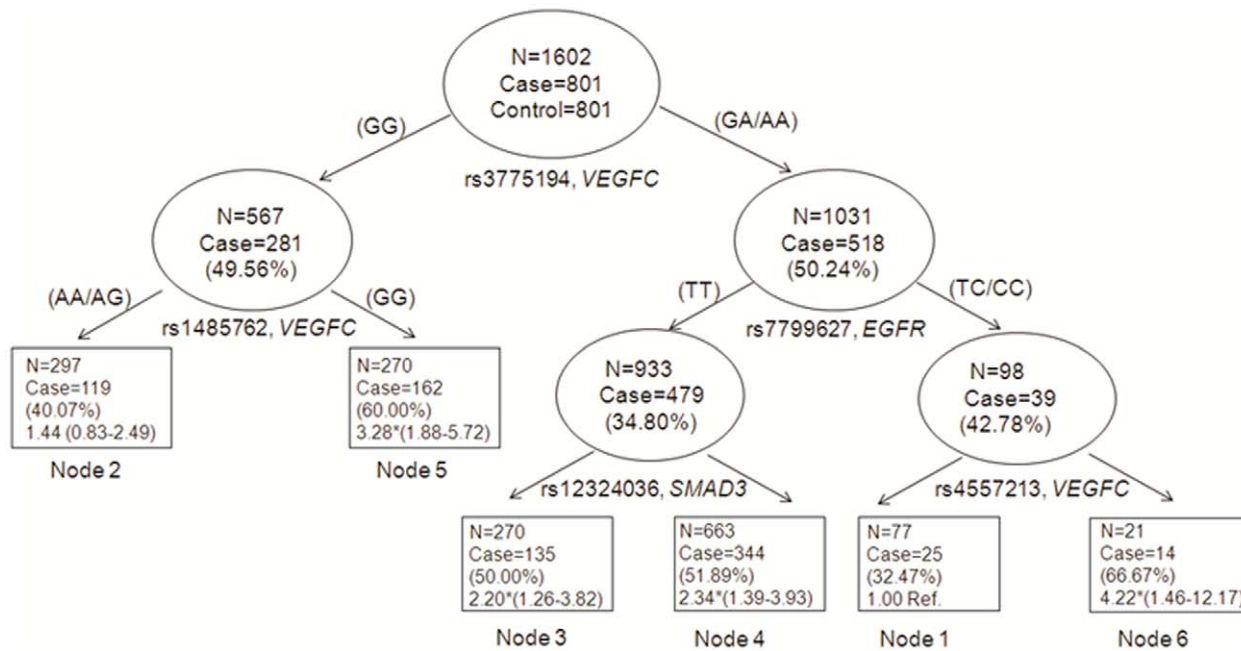 N=1602
Case=801
Control=801
(GG)
(GA/AA)
rs3775194, VEGFC
N=567
Case=281
(49.56%)
N=1031
Case=518
(50.24%)
(AA/AG)
(GG)
rs1485762, VEGFC
(TT)
(TC/CC)
rs7799627, EGFR
N=297
Case=119
(40.07%)
1.44 (0.83-2.49)
Node 2
N=270
Case=162
(60.00%)
3.28*(1.88-5.72)
Node 5
N=933
Case=479
(34.80%)
N=98
Case=39
(42.78%)
rs12324036, SMAD3
rs4557213, VEGFC
N=270
Case=135
(50.00%)
2.20*(1.26-3.82)
Node 3
N=663
Case=344
(51.89%)
2.34*(1.39-3.93)
Node 4
N=77
Case=25
(32.47%)
1.00 Ref.
Node 1
N=21
Case=14
(66.67%)
4.22*(1.46-12.17)
Node 6